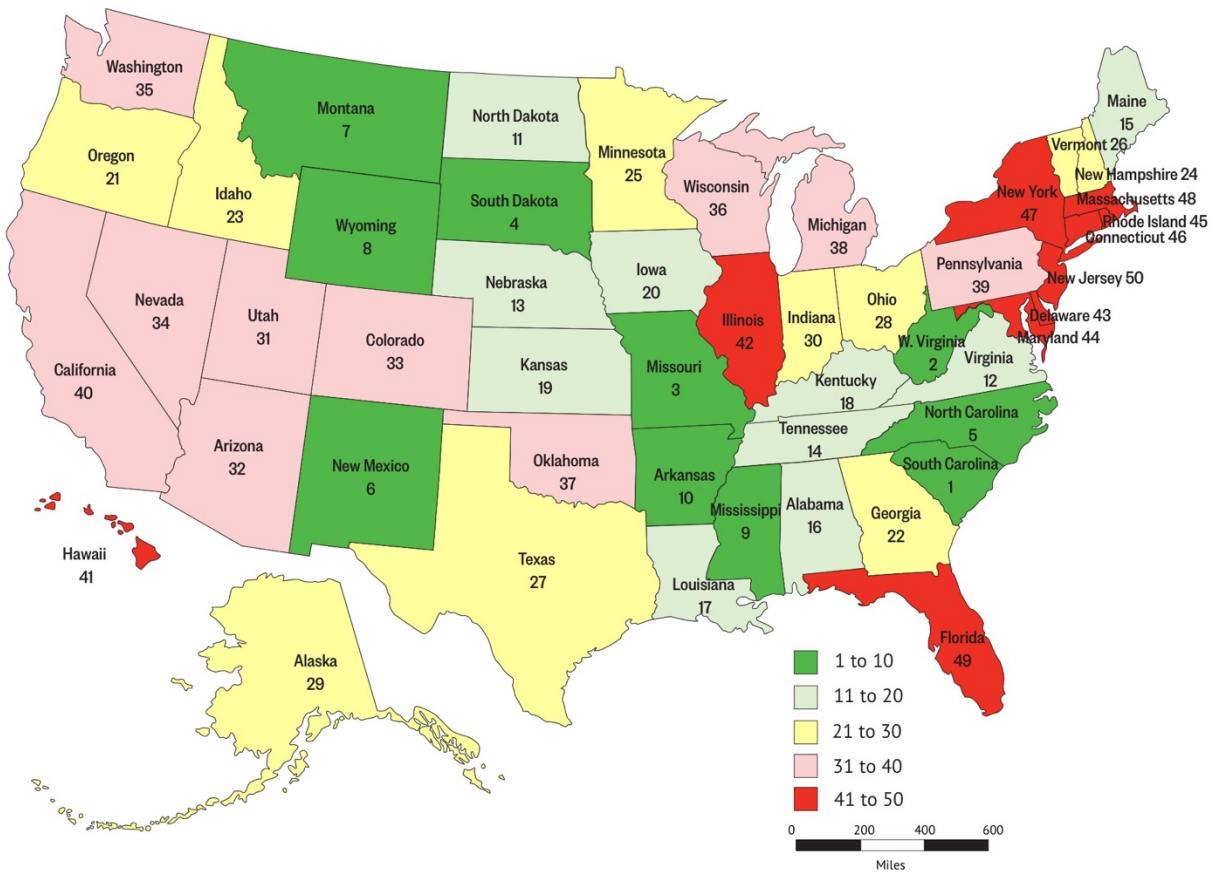 Washington
35
Montana
7
North Dakota
11
Minnesota
25
Maine
15
Vermont 26
New Hampshire 24
Oregon
21
Idaho
23
Wyoming
8
South Dakota
4
Wisconsin
36
Michigan
38
New York
47
Massachusetts 48
Rhode Island 45
Qonnecticut 46
Nevada
34
Utah
31
Colorado
33
Nebraska
13
Iowa
20
Illinois
42
Indiana
30
Ohio
28
Pennsylvania
39
New Jersey 50
Delaware 43
Maryland 44
California
40
Kansas
19
Missouri
3
Kentucky
18
W. Virginia
2
Virginia
12
Arizona
32
New Mexico
6
Oklahoma
37
Arkansas
10
Tennessee
14
North Carolina
5
South Carolina
1
Mississippi
9
Alabama
16
Georgia
22
Hawaii
41
Texas
27
Louisiana
17
Florida
49
Alaska
29
1 to 10
11 to 20
21 to 30
31 to 40
41 to 50
0 200 400 600
Miles